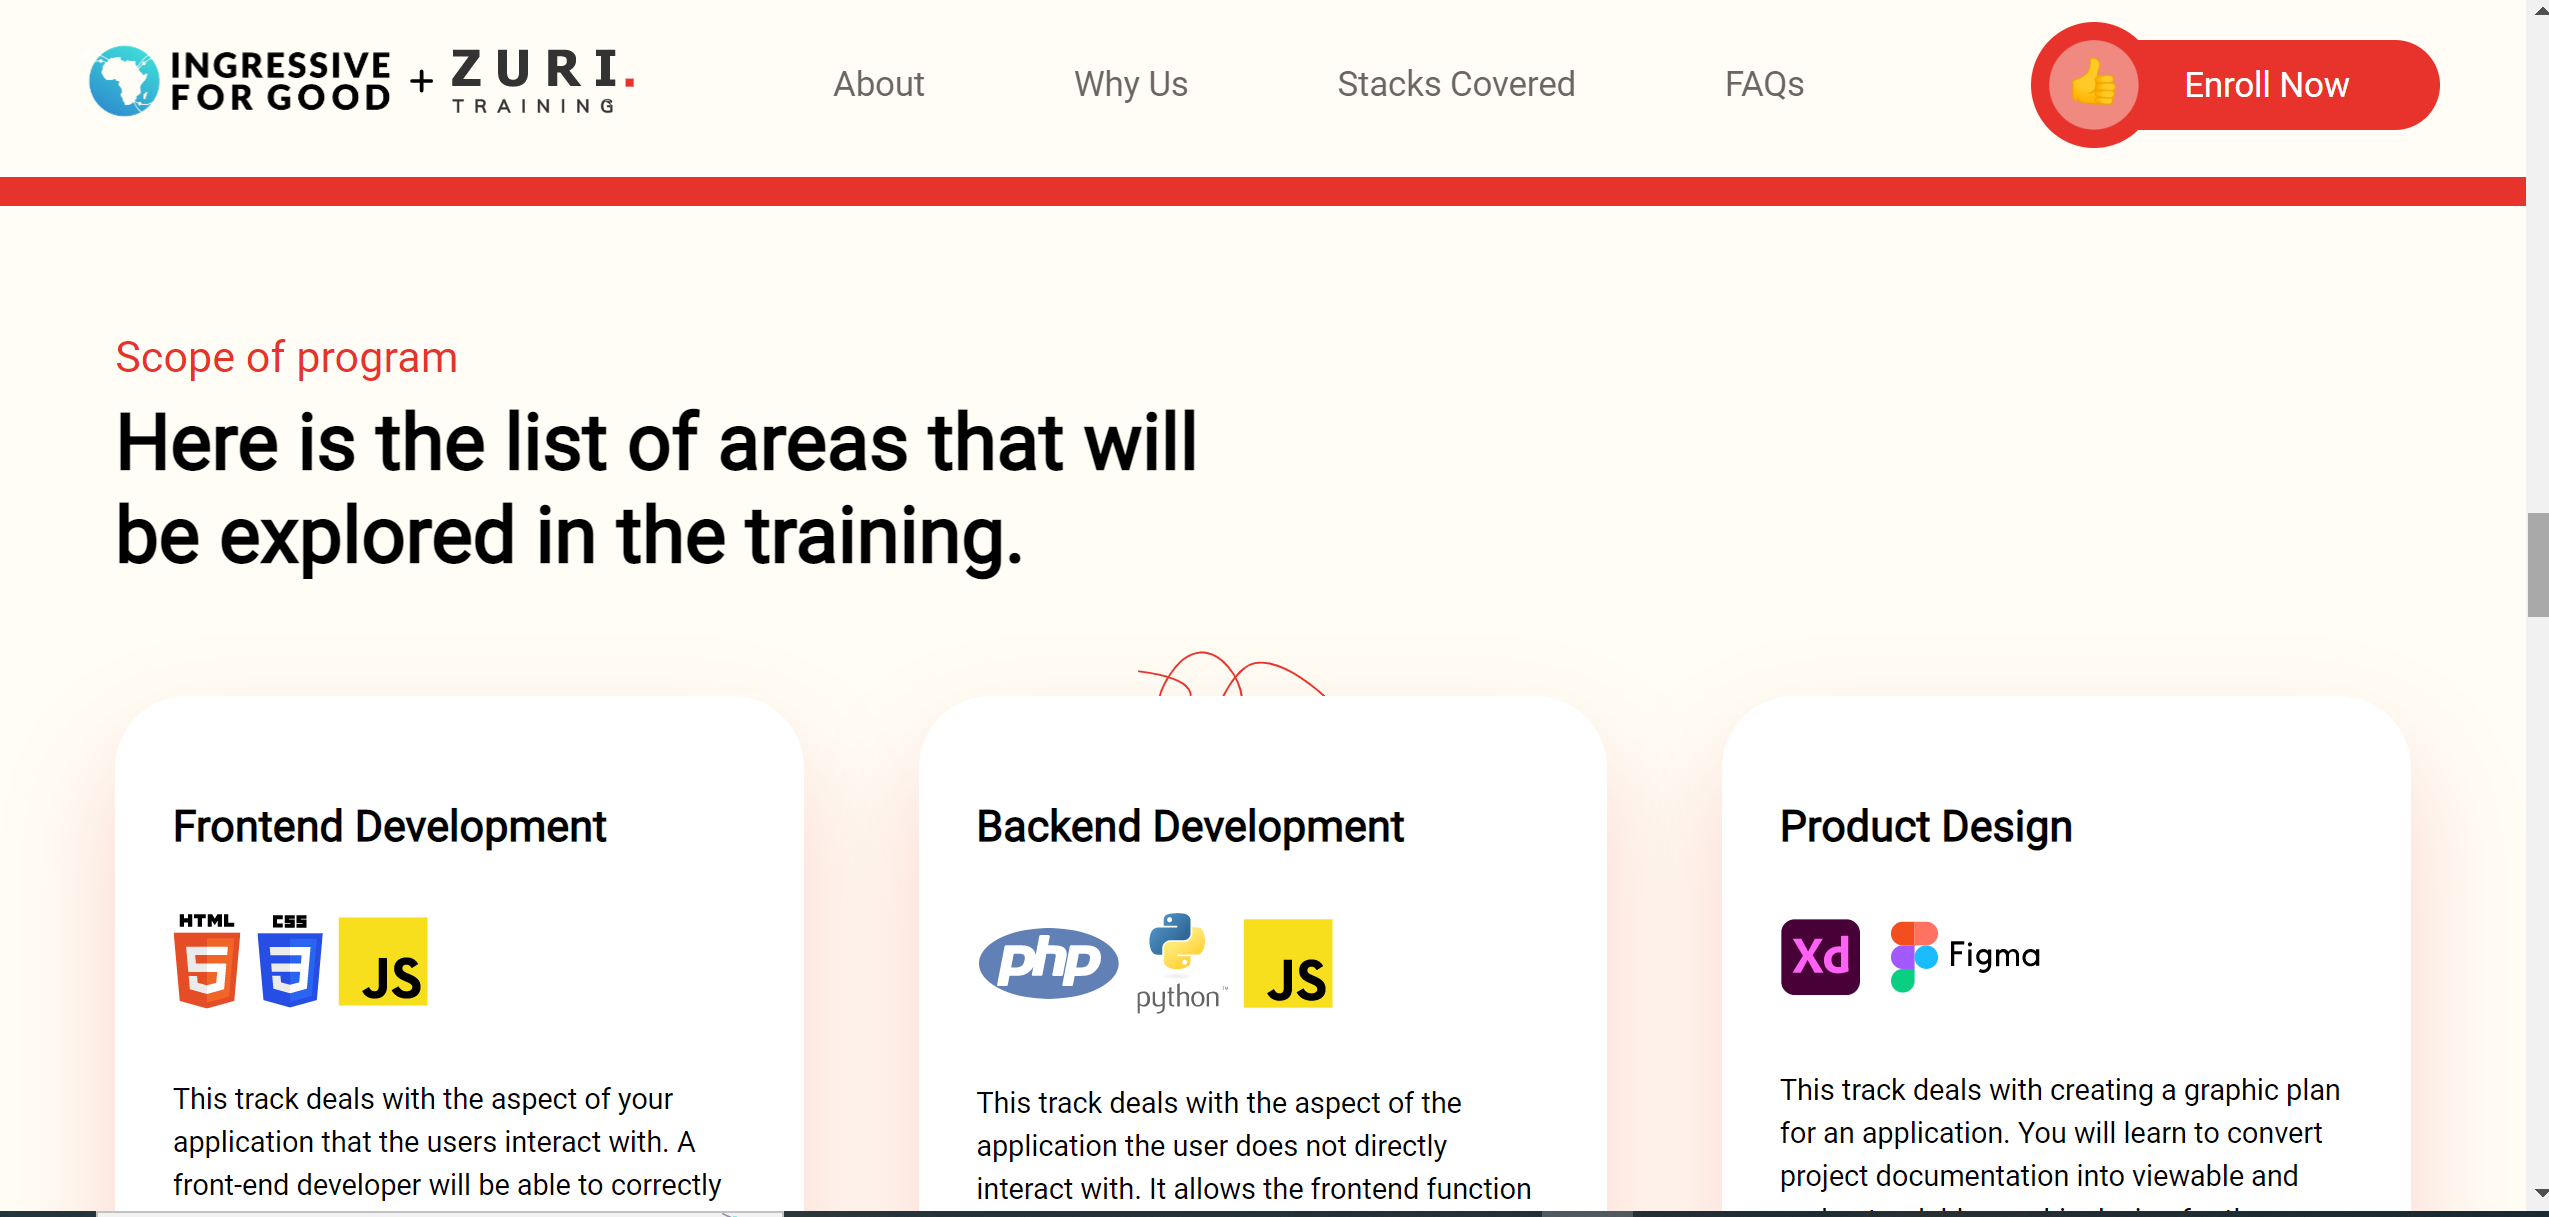 INGRESSIVE
FOR GOOD
+
ZURI.
TRAINING
About
Why Us
Stacks Covered
FAQs
Enroll Now
Scope of program
Here is the list of areas that will
be explored in the training.
Frontend Development
HTML
CSS
JS
This track deals with the aspect of your
application that the users interact with. A
front-end developer will be able to correctly
Backend Development
php
python™
JS
This track deals with the aspect of the
application the user does not directly
interact with. It allows the frontend function
Product Design
Xd
Figma
This track deals with creating a graphic plan
for an application. You will learn to convert
project documentation into viewable and